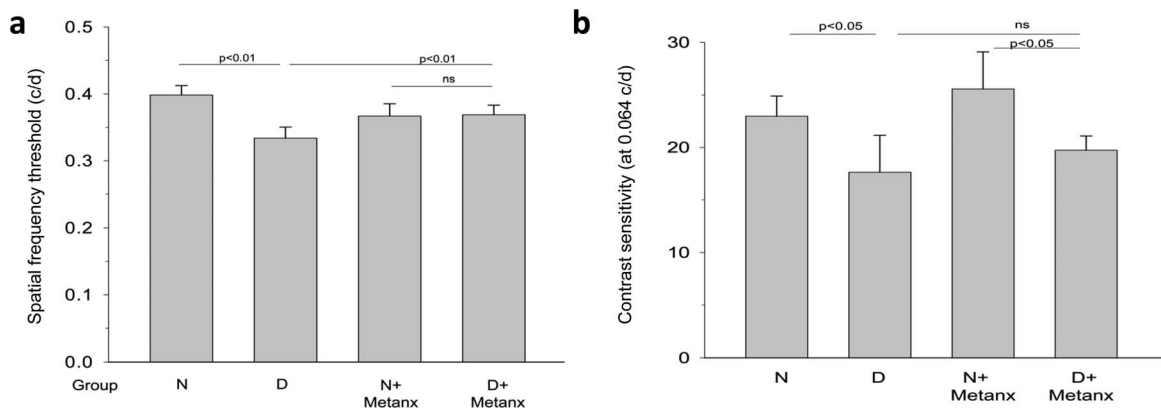 a
p<0.01
p<0.01
ns
0.5
0.4
0.3
0.2
0.1
0.0
Spatial frequency threshold (c/d)
Group
N
D
N+
Metanx
D+
Metanx
b
p<0.05
ns
p<0.05
30
20
10
0
Contrast sensitivity (at 0.064 c/d)
N
D
N+
Metanx
D+
Metanx